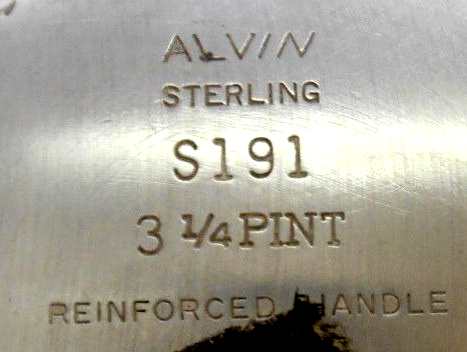 ALVIN
STERLING
S191
3 1/4 PINT
REINFORCED HANDLE